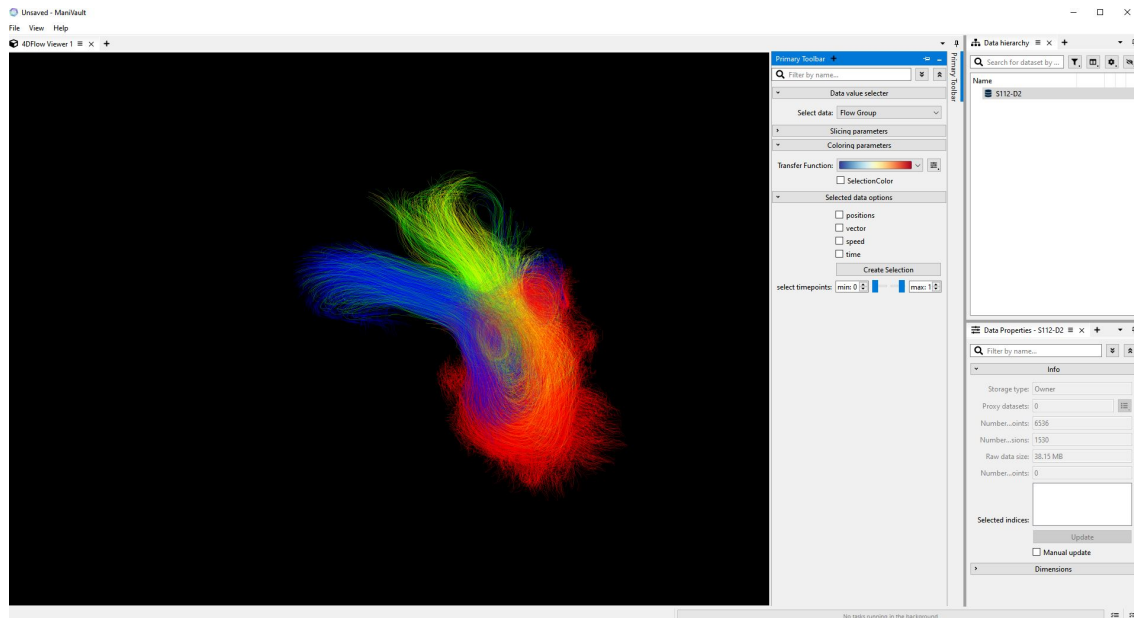 Unsaved - ManiVault
File View Help
4DFlow Viewer 1
Primary Toolbar
Filter by name...
Data value selecter
Select data: Flow Group
Slicing parameters
Coloring parameters
Transfer Function:
SelectionColor
Selected data options
positions
vector
speed
time
Create Selection
select timepoints: min: 0 max: 1
Primary Toolbar
Data hierarchy
Search for dataset by ...
Name
S112-D2
Data Properties - S112-D2
Filter by name...
Info
Storage type: Owner
Proxy datasets: 0
Number...oints: 6536
Number...sions: 1530
Raw data size: 38.15 MB
Number...oints: 0
Selected indices:
Update
Manual update
Dimensions
No tasks running in the background